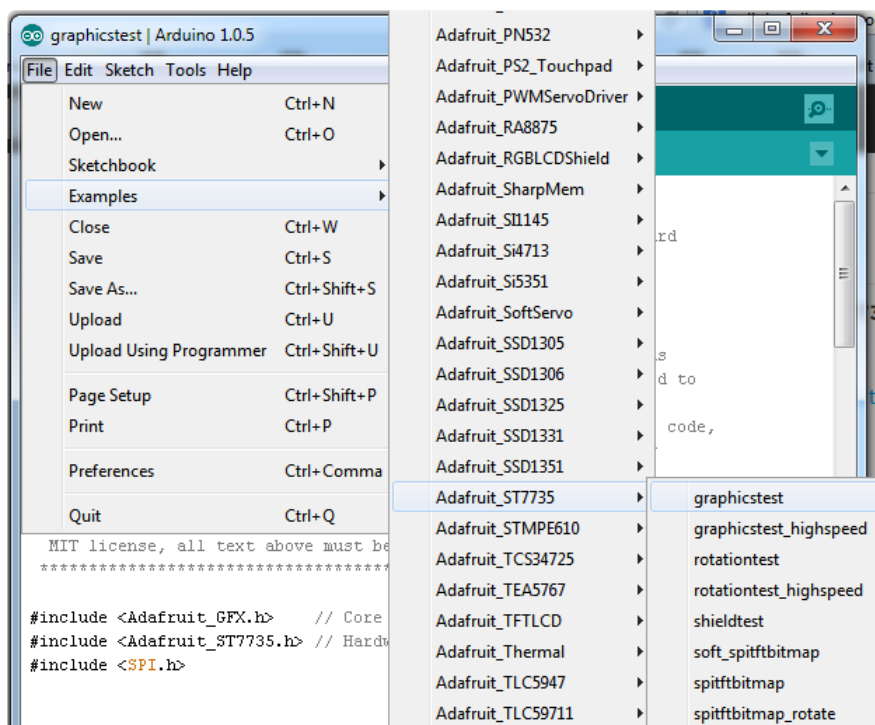 graphicstest | Arduino 1.0.5
File Edit Sketch Tools Help
New Ctrl+N
Open... Ctrl+O
Sketchbook
Examples
Close Ctrl+W
Save Ctrl+S
Save As... Ctrl+Shift+S
Upload Ctrl+U
Upload Using Programmer Ctrl+Shift+U
Page Setup Ctrl+Shift+P
Print Ctrl+P
Preferences Ctrl+Comma
Quit Ctrl+Q
Adafruit_PN532
Adafruit_PS2_Touchpad
Adafruit_PWMServoDriver
Adafruit_RA8875
Adafruit_RGBLCDShield
Adafruit_SharpMem
Adafruit_SI1145
Adafruit_Si4713
Adafruit_Si5351
Adafruit_SoftServo
Adafruit_SSD1305
Adafruit_SSD1306
Adafruit_SSD1325
Adafruit_SSD1331
Adafruit_SSD1351
Adafruit_ST7735
Adafruit_STMPE610
Adafruit_TCS34725
Adafruit_TEA5767
Adafruit_TFTLCD
Adafruit_Thermal
Adafruit_TLC5947
Adafruit_TLC59711
graphicstest
graphicstest_highspeed
rotationtest
rotationtest_highspeed
shieldtest
soft_spitftbitmap
spitftbitmap
spitftbitmap_rotate
d to
code,
MIT license, all text above must be
**************************************
#include <Adafruit_GFX.h> // Core
#include <Adafruit_ST7735.h> // Hardw
#include <SPI.h>